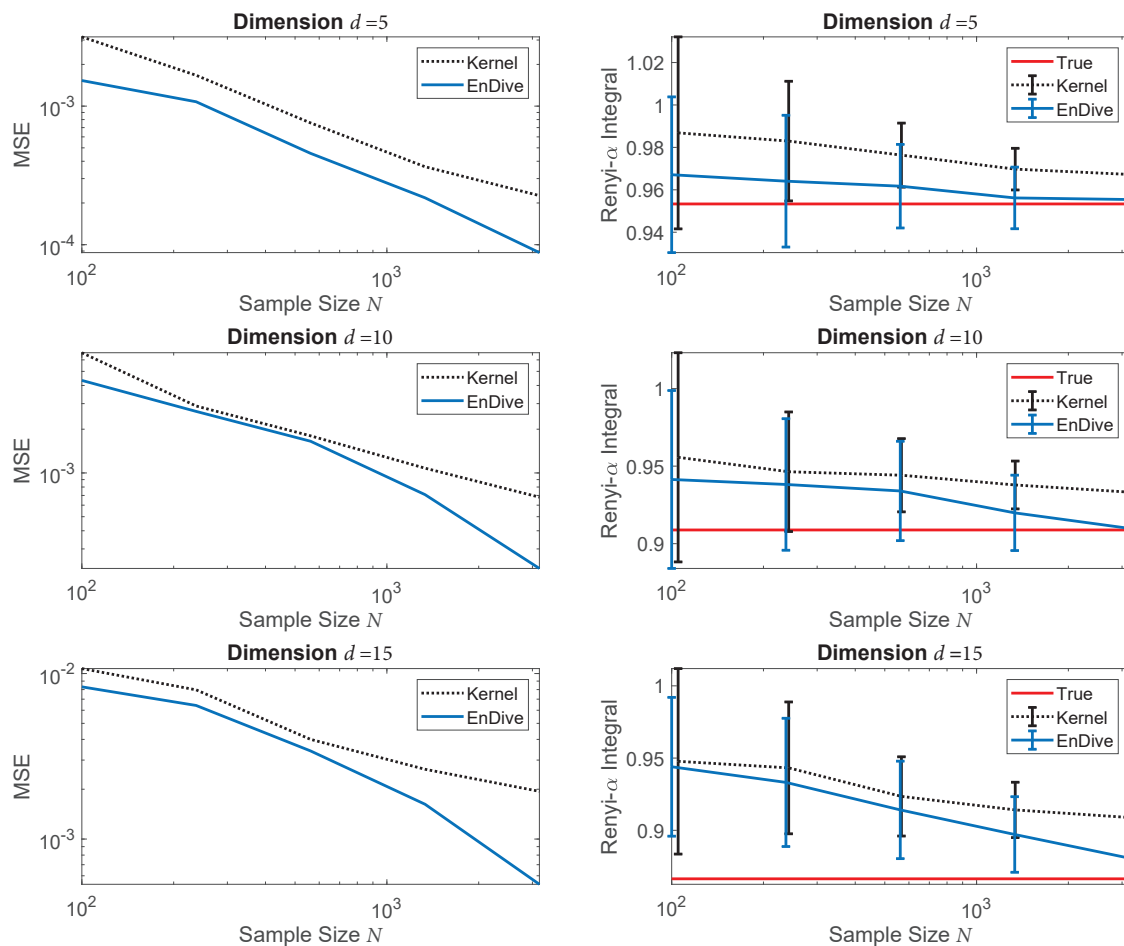 Dimension d =5
10^-3
10^-4
MSE
Kernel
EnDive
10^2
10^3
Sample Size N
Dimension d =5
1.02
1
0.98
0.96
0.94
Renyi-α Integral
True
Kernel
EnDive
10^2
10^3
Sample Size N
Dimension d =10
10^-3
MSE
Kernel
EnDive
10^2
10^3
Sample Size N
Dimension d =10
1
0.95
0.9
Renyi-α Integral
True
Kernel
EnDive
10^2
10^3
Sample Size N
Dimension d =15
10^-2
10^-3
MSE
Kernel
EnDive
10^2
10^3
Sample Size N
Dimension d =15
1
0.95
0.9
Renyi-α Integral
True
Kernel
EnDive
10^2
10^3
Sample Size N